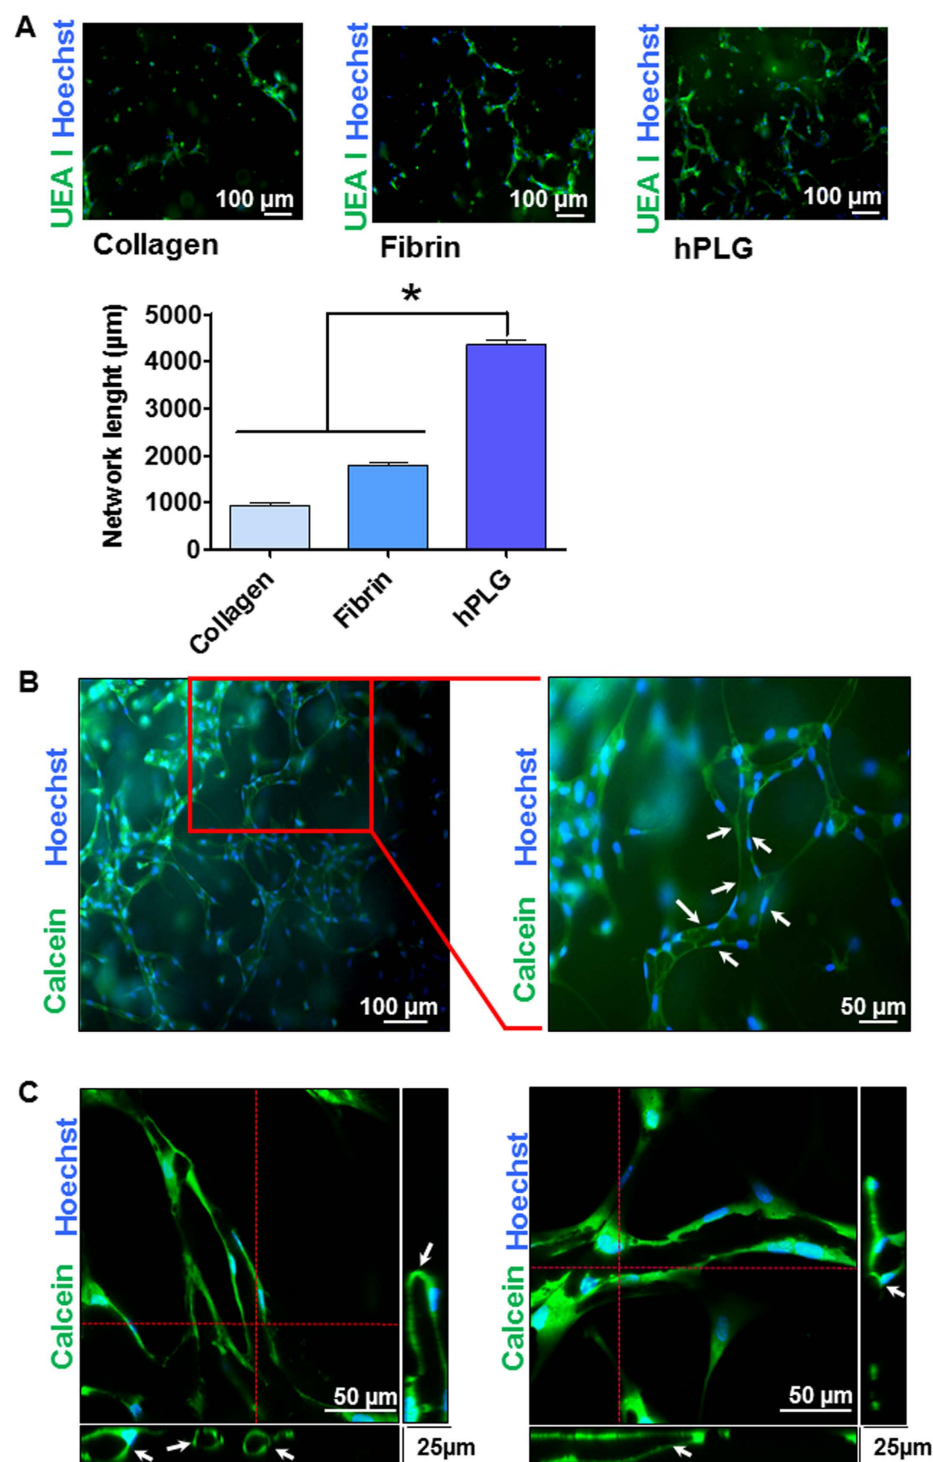 A
UEA I Hoechst
100 µm
Collagen
UEA I Hoechst
100 µm
Fibrin
UEA I Hoechst
100 µm
hPLG
Network lenght (µm)
5000
4000
3000
2000
1000
0
*
Collagen
Fibrin
hPLG
B
Calcein Hoechst
100 µm
Calcein Hoechst
50 µm
C
Calcein Hoechst
50 µm
25µm
Calcein Hoechst
50 µm
25µm